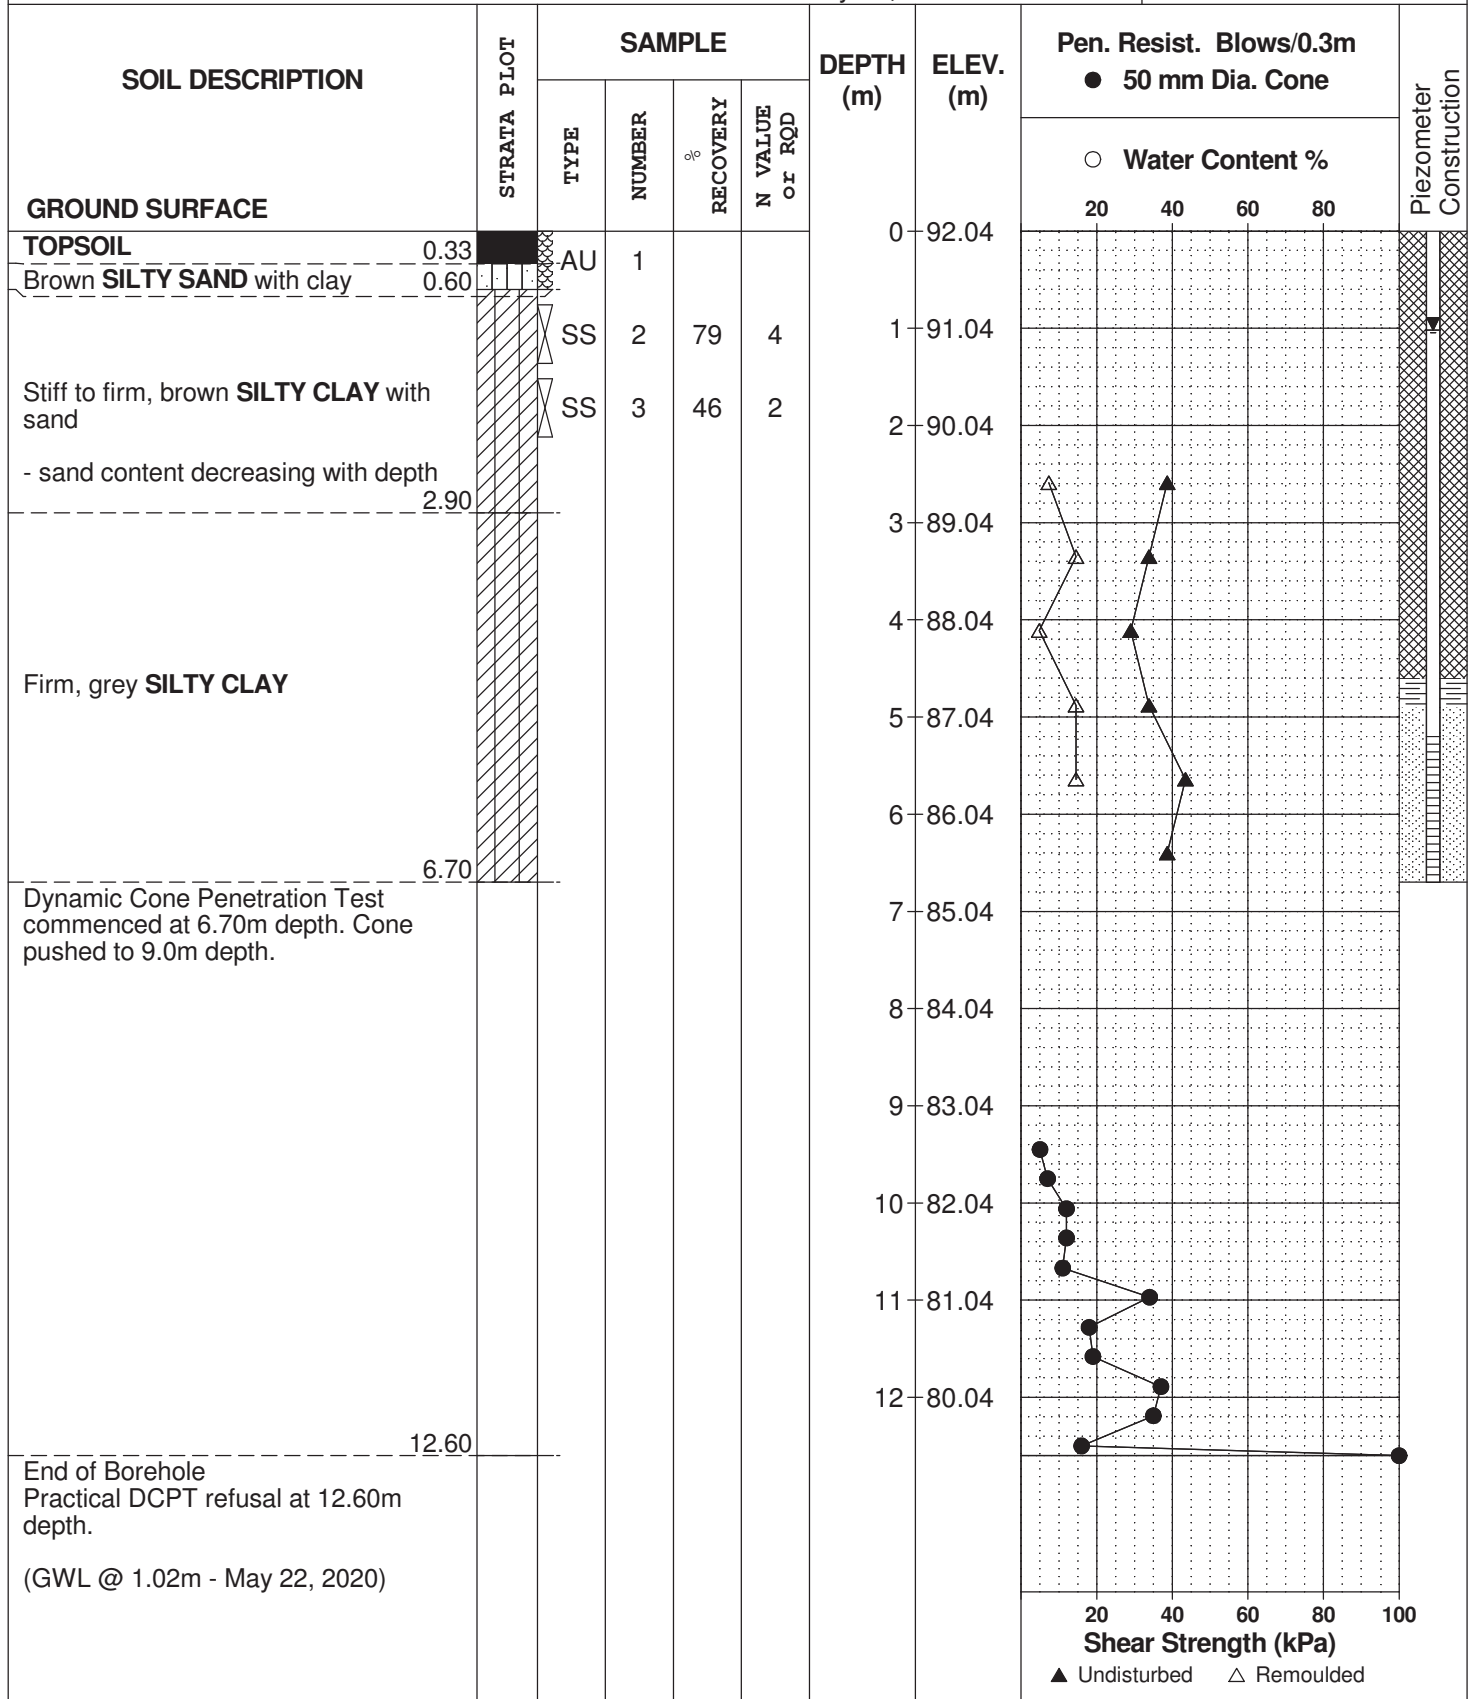 SOIL DESCRIPTION
GROUND SURFACE
STRATA PLOT
SAMPLE
TYPE
NUMBER
%
RECOVERY
N VALUE
or RQD
DEPTH
(m)
ELEV.
(m)
Pen. Resist. Blows/0.3m
● 50 mm Dia. Cone
○ Water Content %
20 40 60 80
Piezometer
Construction
TOPSOIL 0.33
Brown SILTY SAND with clay 0.60
AU 1
0 92.04
SS 2 79 4
1 91.04
Stiff to firm, brown SILTY CLAY with
sand
SS 3 46 2
2 90.04
- sand content decreasing with depth
2.90
3 89.04
4 88.04
Firm, grey SILTY CLAY
5 87.04
6 86.04
6.70
Dynamic Cone Penetration Test
commenced at 6.70m depth. Cone
pushed to 9.0m depth.
7 85.04
8 84.04
9 83.04
10 82.04
11 81.04
12 80.04
12.60
End of Borehole
Practical DCPT refusal at 12.60m
depth.
(GWL @ 1.02m - May 22, 2020)
20 40 60 80 100
Shear Strength (kPa)
▲ Undisturbed △ Remoulded